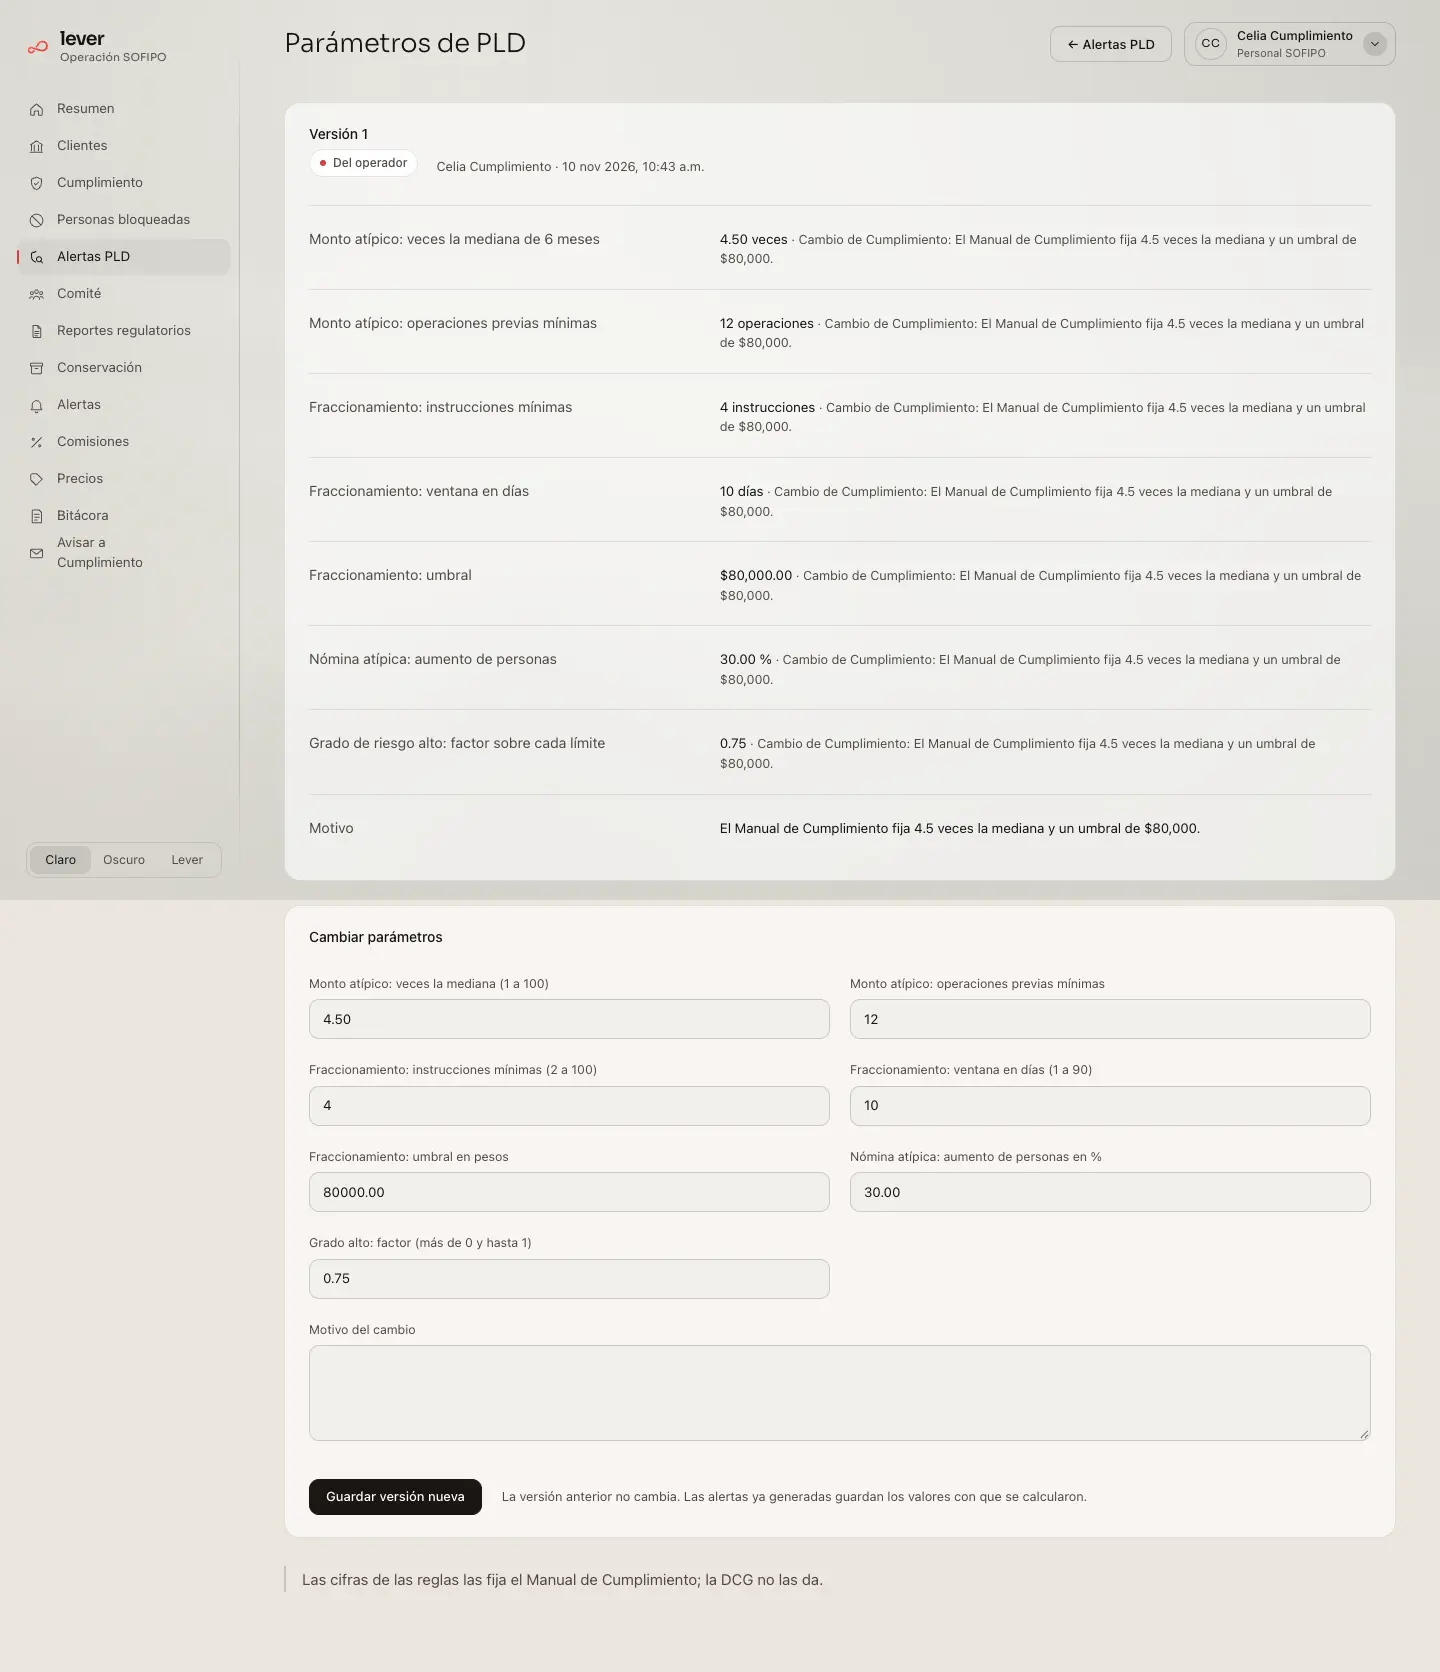 lever
Operación SOFIPO
Resumen
Clientes
Cumplimiento
Personas bloqueadas
Alertas PLD
Comité
Reportes regulatorios
Conservación
Alertas
Comisiones
Precios
Bitácora
Avisar a
Cumplimiento
Claro
Oscuro
Lever
Parámetros de PLD
← Alertas PLD
CC
Celia Cumplimiento
Personal SOFIPO
Versión 1
Del operador
Celia Cumplimiento · 10 nov 2026, 10:43 a.m.
Monto atípico: veces la mediana de 6 meses
4.50 veces · Cambio de Cumplimiento: El Manual de Cumplimiento fija 4.5 veces la mediana y un umbral de
$80,000.
Monto atípico: operaciones previas mínimas
12 operaciones · Cambio de Cumplimiento: El Manual de Cumplimiento fija 4.5 veces la mediana y un umbral
de $80,000.
Fraccionamiento: instrucciones mínimas
4 instrucciones · Cambio de Cumplimiento: El Manual de Cumplimiento fija 4.5 veces la mediana y un umbral
de $80,000.
Fraccionamiento: ventana en días
10 días · Cambio de Cumplimiento: El Manual de Cumplimiento fija 4.5 veces la mediana y un umbral de
$80,000.
Fraccionamiento: umbral
$80,000.00 · Cambio de Cumplimiento: El Manual de Cumplimiento fija 4.5 veces la mediana y un umbral de
$80,000.
Nómina atípica: aumento de personas
30.00 % · Cambio de Cumplimiento: El Manual de Cumplimiento fija 4.5 veces la mediana y un umbral de
$80,000.
Grado de riesgo alto: factor sobre cada límite
0.75 · Cambio de Cumplimiento: El Manual de Cumplimiento fija 4.5 veces la mediana y un umbral de
$80,000.
Motivo
El Manual de Cumplimiento fija 4.5 veces la mediana y un umbral de $80,000.
Cambiar parámetros
Monto atípico: veces la mediana (1 a 100)
4.50
Monto atípico: operaciones previas mínimas
12
Fraccionamiento: instrucciones mínimas (2 a 100)
4
Fraccionamiento: ventana en días (1 a 90)
10
Fraccionamiento: umbral en pesos
80000.00
Nómina atípica: aumento de personas en %
30.00
Grado alto: factor (más de 0 y hasta 1)
0.75
Motivo del cambio
Guardar versión nueva
La versión anterior no cambia. Las alertas ya generadas guardan los valores con que se calcularon.
Las cifras de las reglas las fija el Manual de Cumplimiento; la DCG no las da.